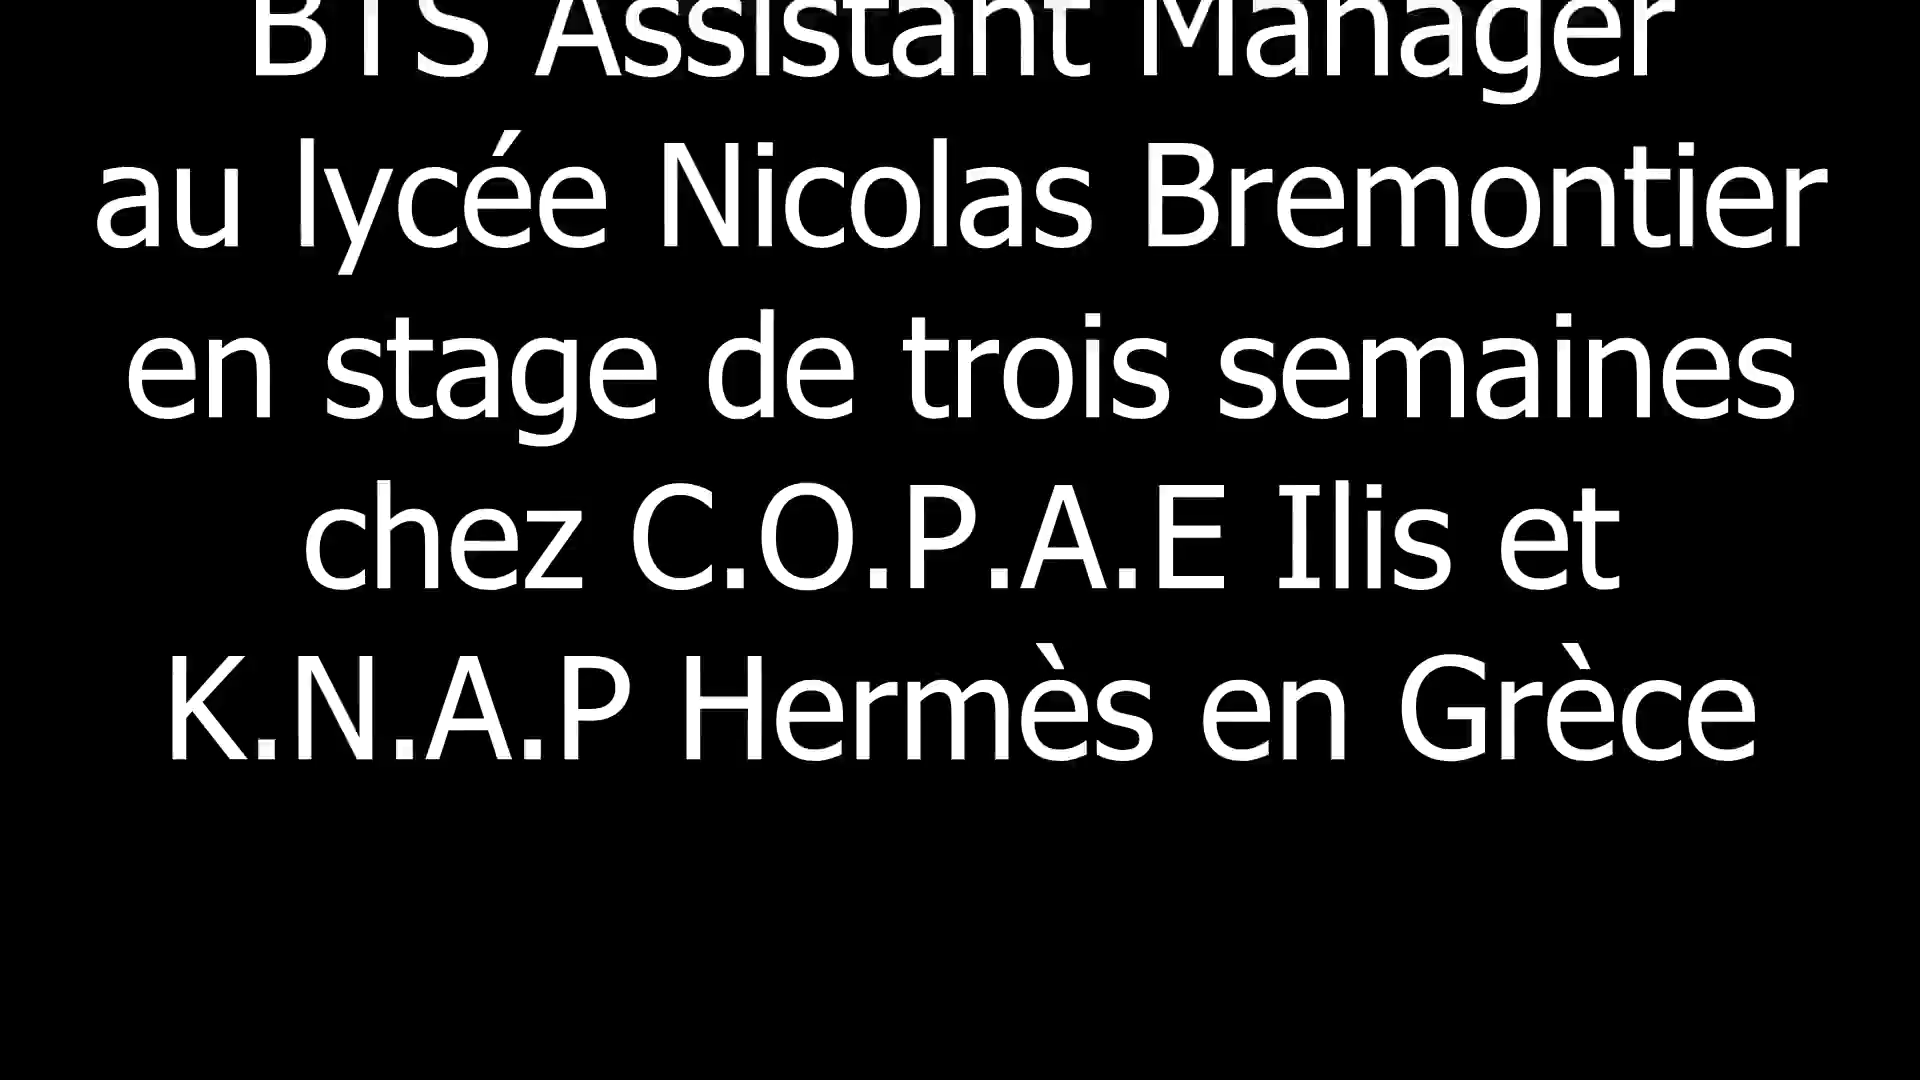 BTS Assistant Manager
au lycée Nicolas Bremontier
en stage de trois semaines
chez C.O.P.A.E Ilis et
K.N.A.P Hermès en Grèce